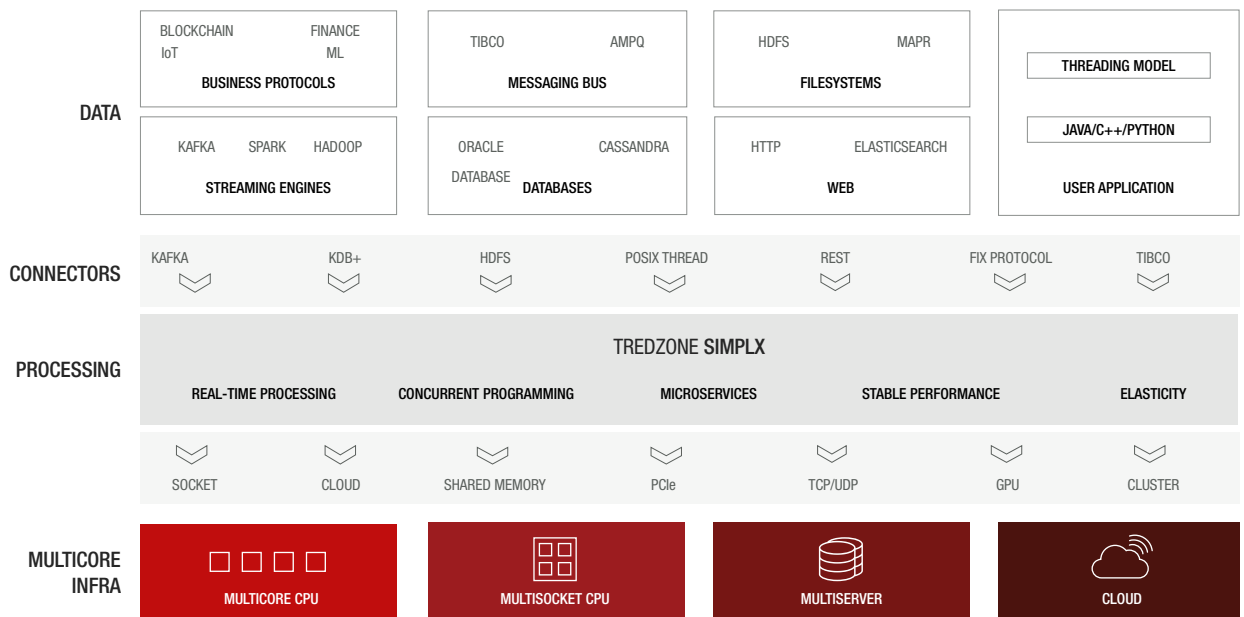 DATA
BLOCKCHAIN FINANCE
IoT ML
BUSINESS PROTOCOLS
TIBCO AMPQ
MESSAGING BUS
HDFS MAPR
FILESYSTEMS
THREADING MODEL
JAVA/C++/PYTHON
USER APPLICATION
KAFKA SPARK HADOOP
STREAMING ENGINES
ORACLE CASSANDRA
DATABASE
DATABASES
HTTP ELASTICSEARCH
WEB
CONNECTORS
KAFKA KDB+ HDFS POSIX THREAD REST FIX PROTOCOL TIBCO
PROCESSING
TREDZONE SIMPLX
REAL-TIME PROCESSING CONCURRENT PROGRAMMING MICROSERVICES STABLE PERFORMANCE ELASTICITY
SOCKET CLOUD SHARED MEMORY PCIe TCP/UDP GPU CLUSTER
MULTICORE
INFRA
MULTICORE CPU MULTISOCKET CPU MULTISERVER CLOUD